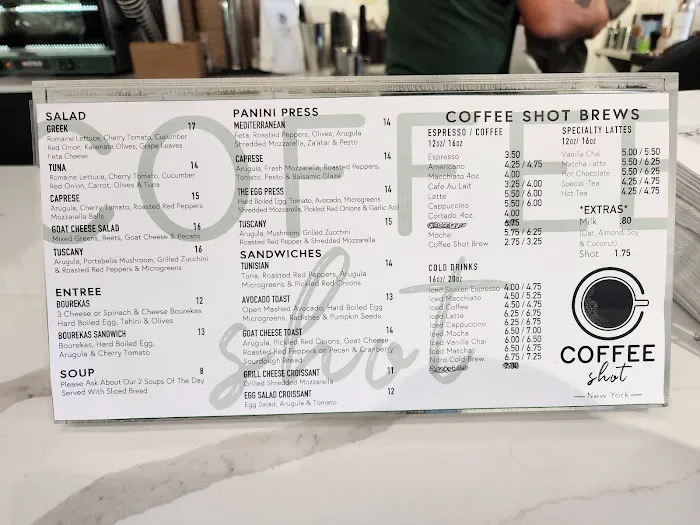 SALAD
GREEK 17
Romaine Lettuce, Cherry Tomato, Cucumber
Red Onion, Kalamata Olives, Grape Leaves
Feta Cheese
TUNA 14
Romaine Lettuce, Cherry Tomato, Cucumber
Red Onion, Carrot, Olives & Tuna
CAPRESE 15
Arugula, Cherry Tomato, Roasted Red Peppers
Mozzarella Balls
GOAT CHEESE SALAD 16
Mixed Greens, Beets, Goat Cheese & Pecans
TUSCANY 16
Arugula, Portabella Mushroom, Grilled Zucchini
& Roasted Red Peppers & Microgreens
ENTREE
BOUREKAS 12
3 Cheese or Spinach & Cheese Bourekas
Hard Boiled Egg, Tahini & Olives
BOUREKAS SANDWICH 13
Bourekas, Hard Boiled Egg,
Arugula & Cherry Tomato
SOUP 8
Please Ask About Our 2 Soups Of The Day
Served With Sliced Bread
PANINI PRESS
MEDITERRANEAN 14
Feta, Roasted Peppers, Olives, Arugula
Shredded Mozzarella, Za'atar & Pesto
CAPRESE 14
Arugula, Fresh Mozzarella, Roasted Peppers,
Tomato, Pesto & Balsamic Glaze
THE EGG PRESS 14
Hard Boiled Egg, Tomato, Avocado, Microgreens
Shredded Mozzarella, Pickled Red Onions & Garlic Aoli
TUSCANY 15
Arugula, Mushroom, Grilled Zucchini
Roasted Red Pepper & Shredded Mozzarella
SANDWICHES
TUNISIAN 14
Tuna, Roasted Red Peppers, Arugula
Microgreens & Pickled Red Onions
AVOCADO TOAST 13
Open Mashed Avocado, Hard Boiled Egg
Microgreens, Radishes & Pumpkin Seeds
GOAT CHEESE TOAST 14
Arugula, Pickled Red Onions, Goat Cheese
Roasted Red Peppers & Pecan & Cranberry
Sourdough Bread
GRILL CHEESE CROISSANT 11
Grilled Shredded Mozzarella
EGG SALAD CROISSANT 12
Egg Salad, Arugula & Tomato
COFFEE SHOT BREWS
ESPRESSO / COFFEE
12oz/ 16oz
Espresso 3.50
Americano 4.25 / 4.75
Macchiato 4oz. 4.00
Cafe Au Lait 3.25 / 4.00
Latte 5.50 / 6.00
Cappuccino 5.50 / 6.00
Cortado 4oz. 4.00
Mocha 5.75 / 6.25
Coffee Shot Brew 2.75 / 3.25
COLD DRINKS
16oz/ 20oz
Iced Shaken Espresso 4.00 / 4.75
Iced Macchiato 4.50 / 5.25
Iced Coffee 4.00 / 4.50
Iced Latte 6.25 / 6.75
Iced Cappuccino 6.25 / 6.75
Iced Mocha 6.50 / 7.00
Iced Vanilla Chai 6.00 / 6.50
Iced Matcha 6.50 / 6.75
Nitro Cold Brew 6.75 / 7.25
SPECIALTY LATTES
12oz/ 16oz
Vanilla Chai 5.00 / 5.50
Matcha Latte 5.50 / 6.25
Hot Chocolate 5.50 / 6.25
Special-Tea 4.25 / 4.75
Hot Tea 4.25 / 4.75
*EXTRAS*
Milk .80
(Oat, Almond, Soy
& Coconut)
Shot 1.75
COFFEE
shot
New York
COFFEE
shot